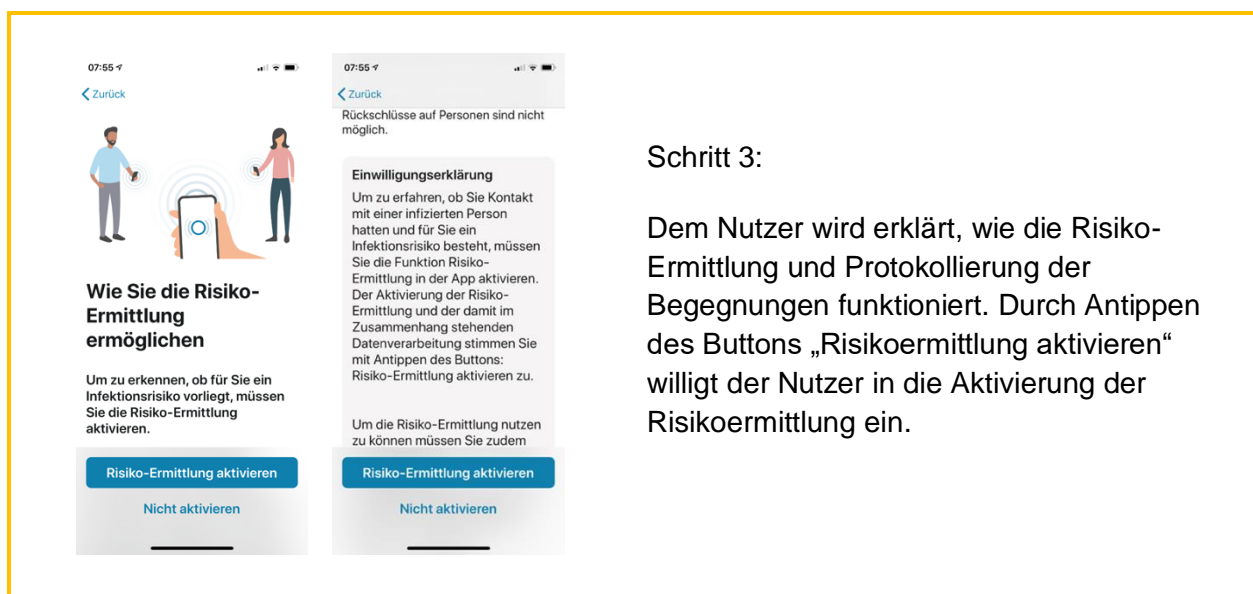 07:55
Zurück
Wie Sie die Risiko-
Ermittlung
ermöglichen
Um zu erkennen, ob für Sie ein
Infektionsrisiko vorliegt, müssen
Sie die Risiko-Ermittlung
aktivieren.
Risiko-Ermittlung aktivieren
Nicht aktivieren
07:55
Zurück
Rückschlüsse auf Personen sind nicht
möglich.
Einwilligungserklärung
Um zu erfahren, ob Sie Kontakt
mit einer infizierten Person
hatten und für Sie ein
Infektionsrisiko besteht, müssen
Sie die Funktion Risiko-
Ermittlung in der App aktivieren.
Der Aktivierung der Risiko-
Ermittlung und der damit im
Zusammenhang stehenden
Datenverarbeitung stimmen Sie
mit Antippen des Buttons:
Risiko-Ermittlung aktivieren zu.
Um die Risiko-Ermittlung nutzen
zu können müssen Sie zudem
Risiko-Ermittlung aktivieren
Nicht aktivieren
Schritt 3:
Dem Nutzer wird erklärt, wie die Risiko-
Ermittlung und Protokollierung der
Begegnungen funktioniert. Durch Antippen
des Buttons „Risikoermittlung aktivieren“
willigt der Nutzer in die Aktivierung der
Risikoermittlung ein.